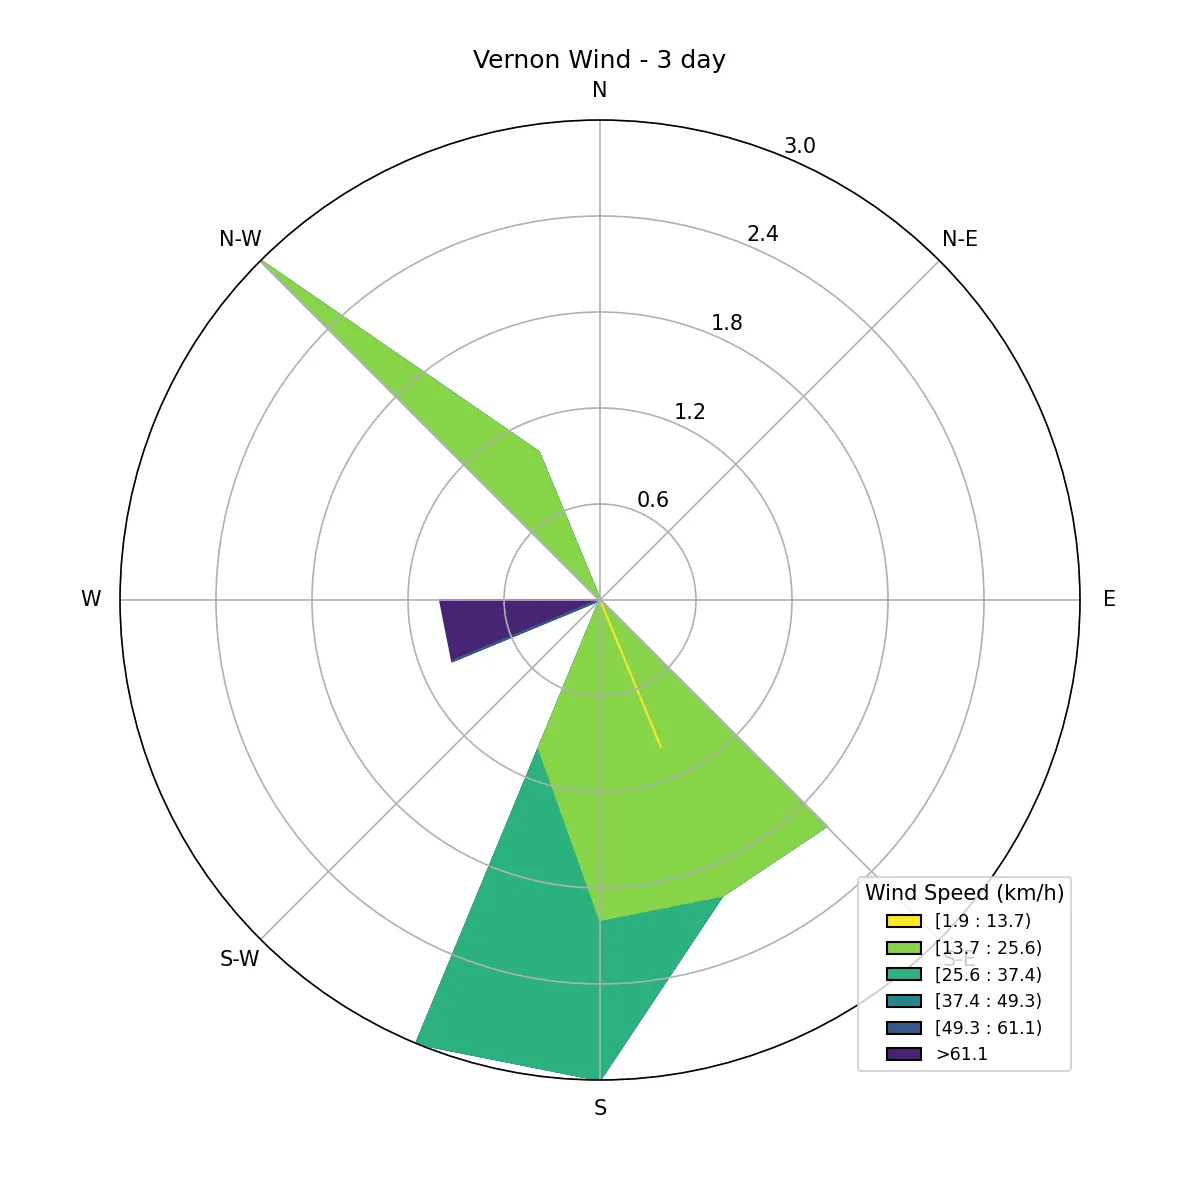 Vernon Wind - 3 day
N
3.0
N-W
N-E
2.4
1.8
1.2
0.6
W
E
Wind Speed (km/h)
[1.9 : 13.7)
[13.7 : 25.6)
S-W
S-E
[25.6 : 37.4)
[37.4 : 49.3)
[49.3 : 61.1)
>61.1
S